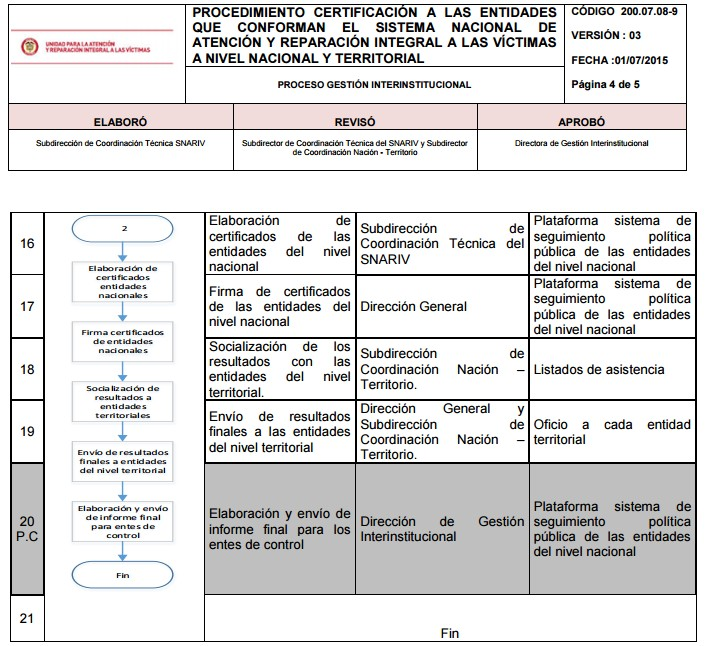 UNIDAD PARA LA ATENCIÓN
Y REPARACIÓN INTEGRAL A LAS VÍCTIMAS
PROCEDIMIENTO CERTIFICACIÓN A LAS ENTIDADES
QUE CONFORMAN EL SISTEMA NACIONAL DE
ATENCIÓN Y REPARACIÓN INTEGRAL A LAS VÍCTIMAS
A NIVEL NACIONAL Y TERRITORIAL
PROCESO GESTIÓN INTERINSTITUCIONAL
CÓDIGO 200.07.08-9
VERSIÓN : 03
FECHA :01/07/2015
Página 4 de 5
ELABORÓ
REVISÓ
APROBÓ
Subdirección de Coordinación Técnica SNARIV
Subdirector de Coordinación Técnica del SNARIV y Subdirector
de Coordinación Nación - Territorio
Directora de Gestión Interinstitucional
16
2
Elaboración de
certificados
entidades
nacionales
Elaboración de
certificados de las
entidades del nivel
nacional
Subdirección de
Coordinación Técnica del
SNARIV
Plataforma sistema de
seguimiento política
pública de las entidades
del nivel nacional
17
Firma certificados
de entidades
nacionales
Firma de certificados
de las entidades del
nivel nacional
Dirección General
Plataforma sistema de
seguimiento política
pública de las entidades
del nivel nacional
18
Socialización de
resultados a
entidades
territoriales
Socialización de los
resultados con las
entidades del nivel
territorial.
Subdirección de
Coordinación Nación –
Territorio.
Listados de asistencia
19
Envío de resultados
finales a entidades
del nivel territorial
Envío de resultados
finales a las entidades
del nivel territorial
Dirección General y
Subdirección de
Coordinación Nación –
Territorio.
Oficio a cada entidad
territorial
20
P.C
Elaboración y envío
de informe final
para entes de
control
Fin
Elaboración y envío de
informe final para los
entes de control
Dirección de Gestión
Interinstitucional
Plataforma sistema de
seguimiento política
pública de las entidades
del nivel nacional
21
Fin